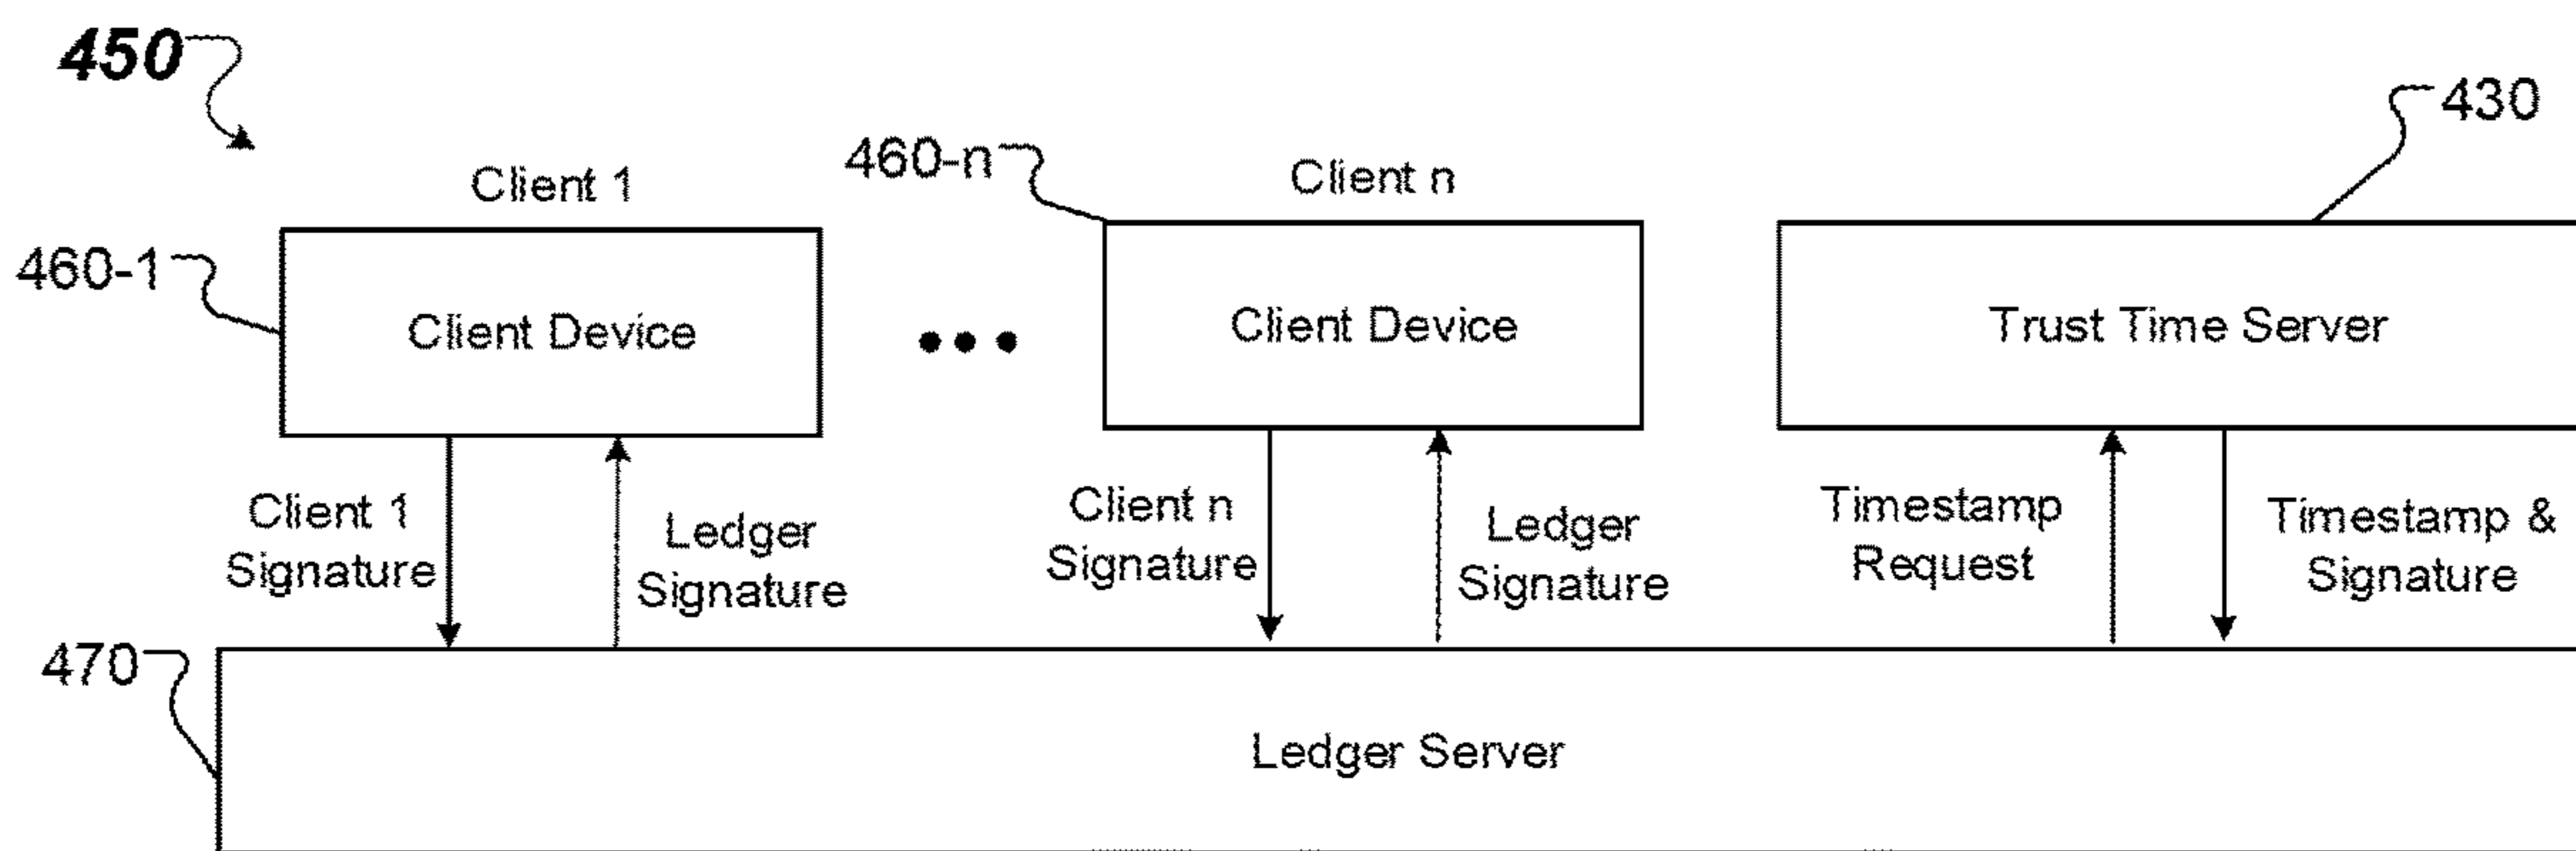 450
430
460-n
Client 1
Client n
460-1
Client Device
Client Device
Trust Time Server
Client 1
Signature
Ledger
Signature
Client n
Signature
Ledger
Signature
Timestamp
Request
Timestamp &
Signature
470
Ledger Server